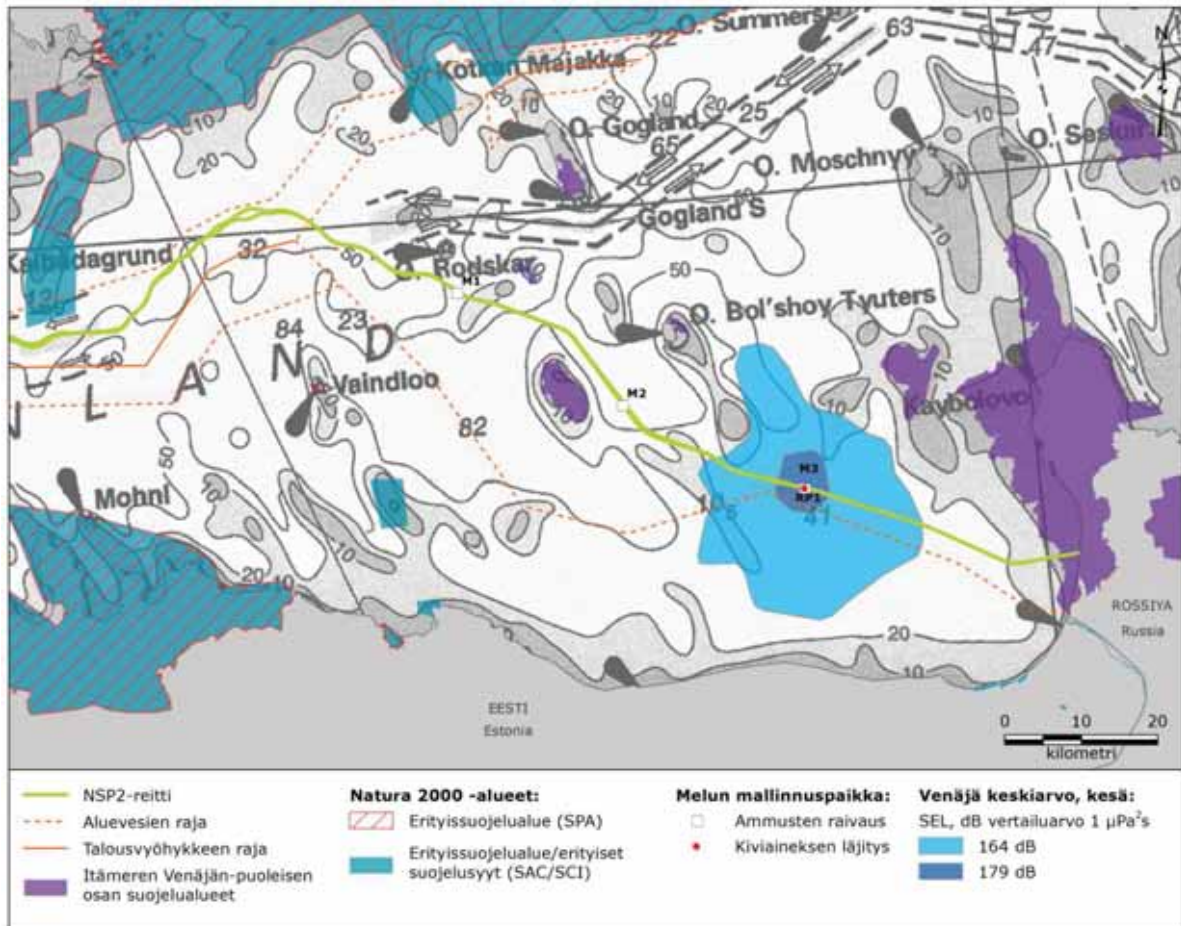 O. Summers
22
63
N
47
Kotkan Majakka
10
20
10
20
25
O. Gogland
65
O. Moschnyy
O. Seskar
10
Gogland S
50
Kalbådagrund
32
50
Rodskar
M1
50
O. Bol'shoy Tyuters
84
23
N L A N D
Vaindloo
M2
10
Kaybolovo
82
50
Mohni
M3
RP1
41
10
20
20
10
ROSSIYA
Russia
EESTI
Estonia
0 10 20
kilometri
NSP2-reitti
Aluevesien raja
Talousvyöhykkeen raja
Itämeren Venäjän-puoleisen
osan suojelualueet
Natura 2000 -alueet:
Erityissuojelualue (SPA)
Erityissuojelualue/erityiset
suojelusyyt (SAC/SCI)
Melun mallinnuspaikka:
Ammusten raivaus
Kiviaineksen läjitys
Venäjä keskiarvo, kesä:
SEL, dB vertailuarvo 1 µPa²s
164 dB
179 dB